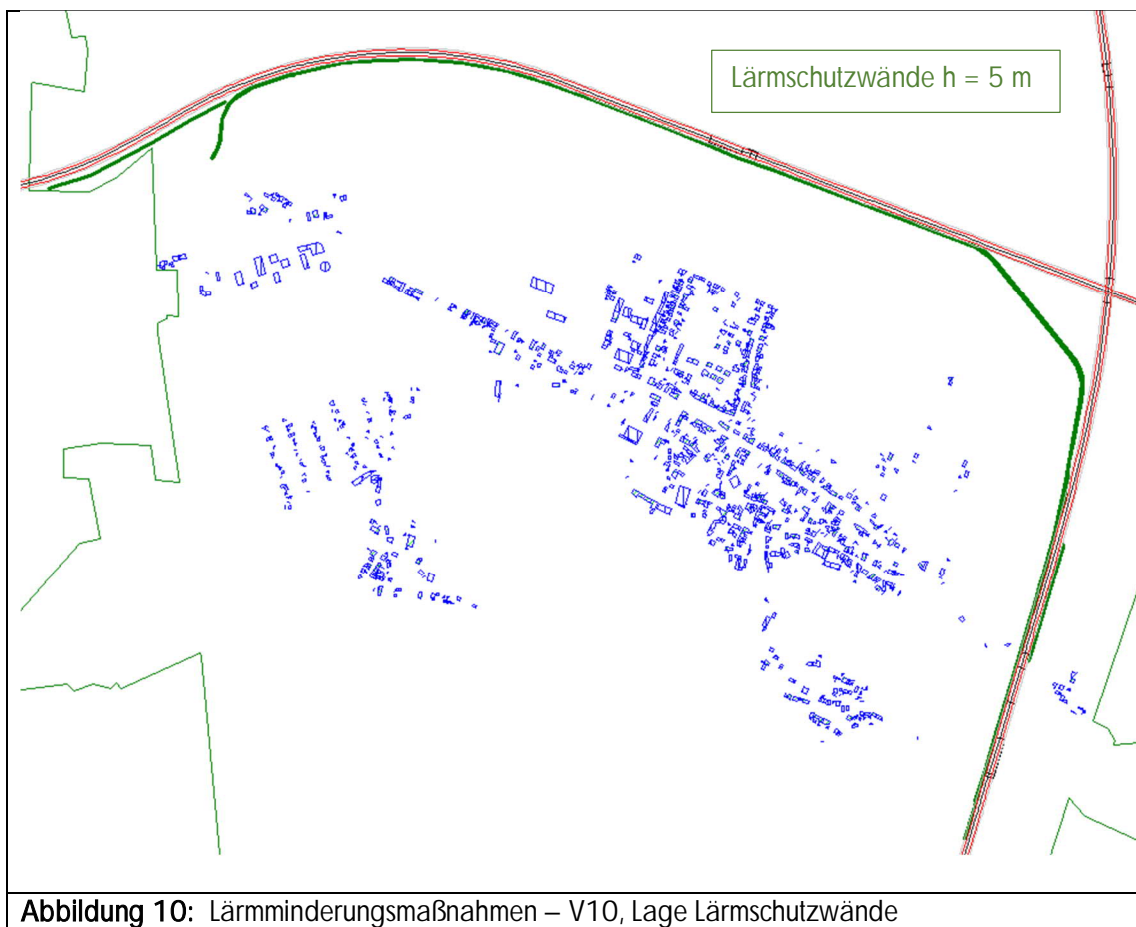 Lärmschutzwände h = 5 m
Abbildung 10: Lärmminderungsmaßnahmen – V10, Lage Lärmschutzwände